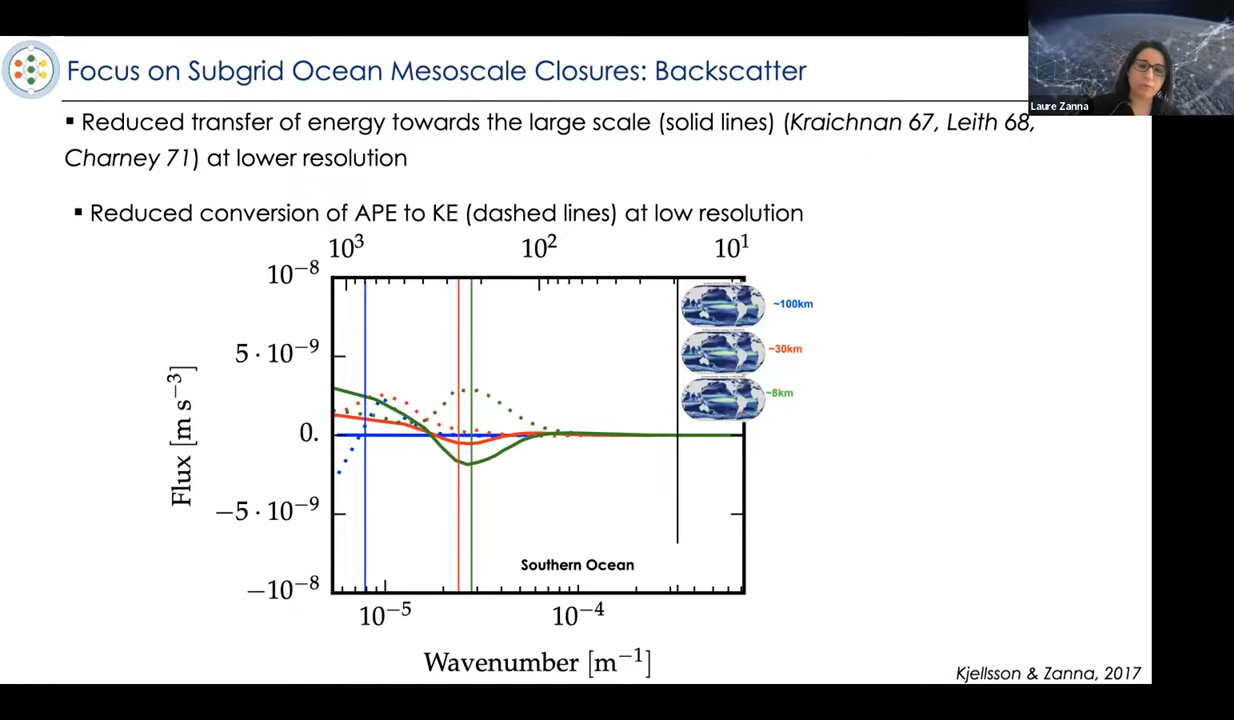 Focus on Subgrid Ocean Mesoscale Closures: Backscatter
Laure Zanna
▪ Reduced transfer of energy towards the large scale (solid lines) (Kraichnan 67, Leith 68,
Charney 71) at lower resolution
▪ Reduced conversion of APE to KE (dashed lines) at low resolution
10³ 10² 10¹
10⁻⁸
~100km
5 · 10⁻⁹
~30km
~8km
0.
Flux [m s⁻³]
−5 · 10⁻⁹
Southern Ocean
−10⁻⁸
10⁻⁵ 10⁻⁴
Wavenumber [m⁻¹]
Kjellsson & Zanna, 2017